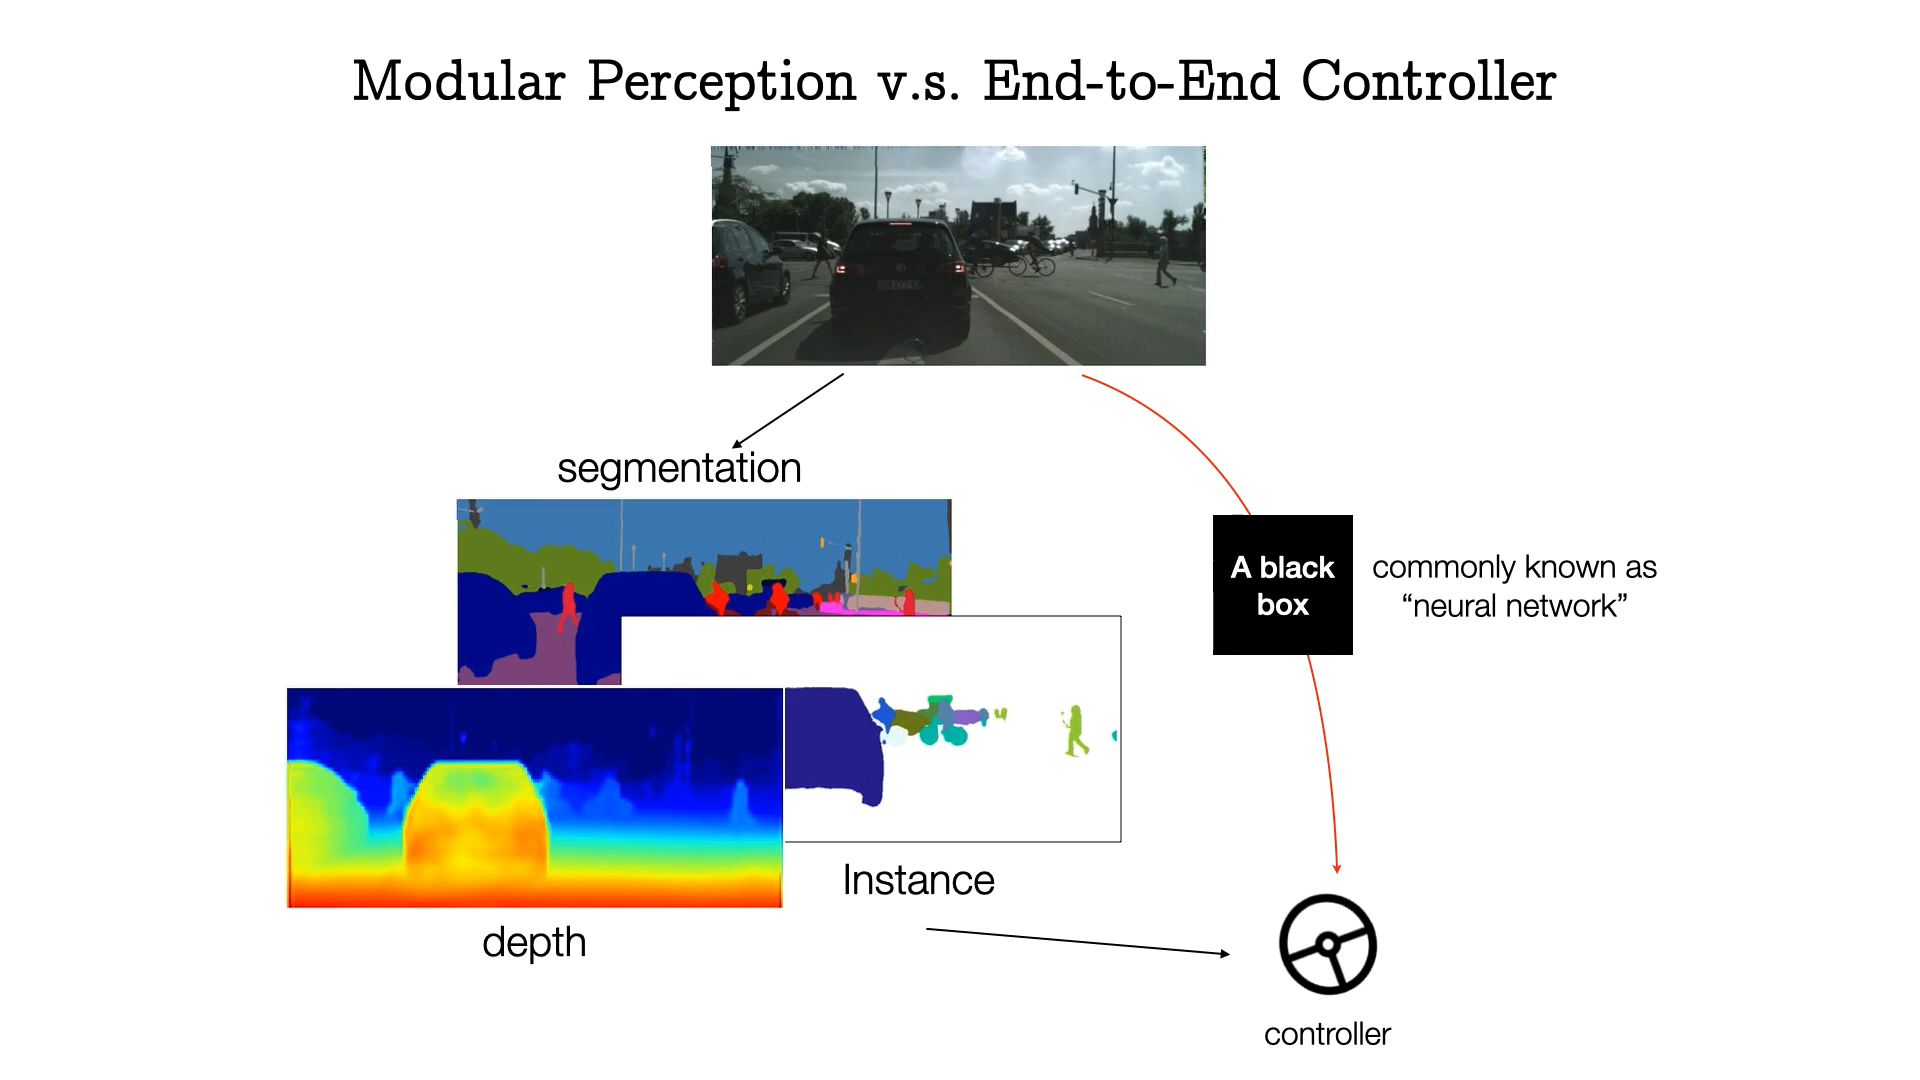 Modular Perception v.s. End-to-End Controller
segmentation
A black
box
commonly known as
“neural network”
Instance
depth
controller